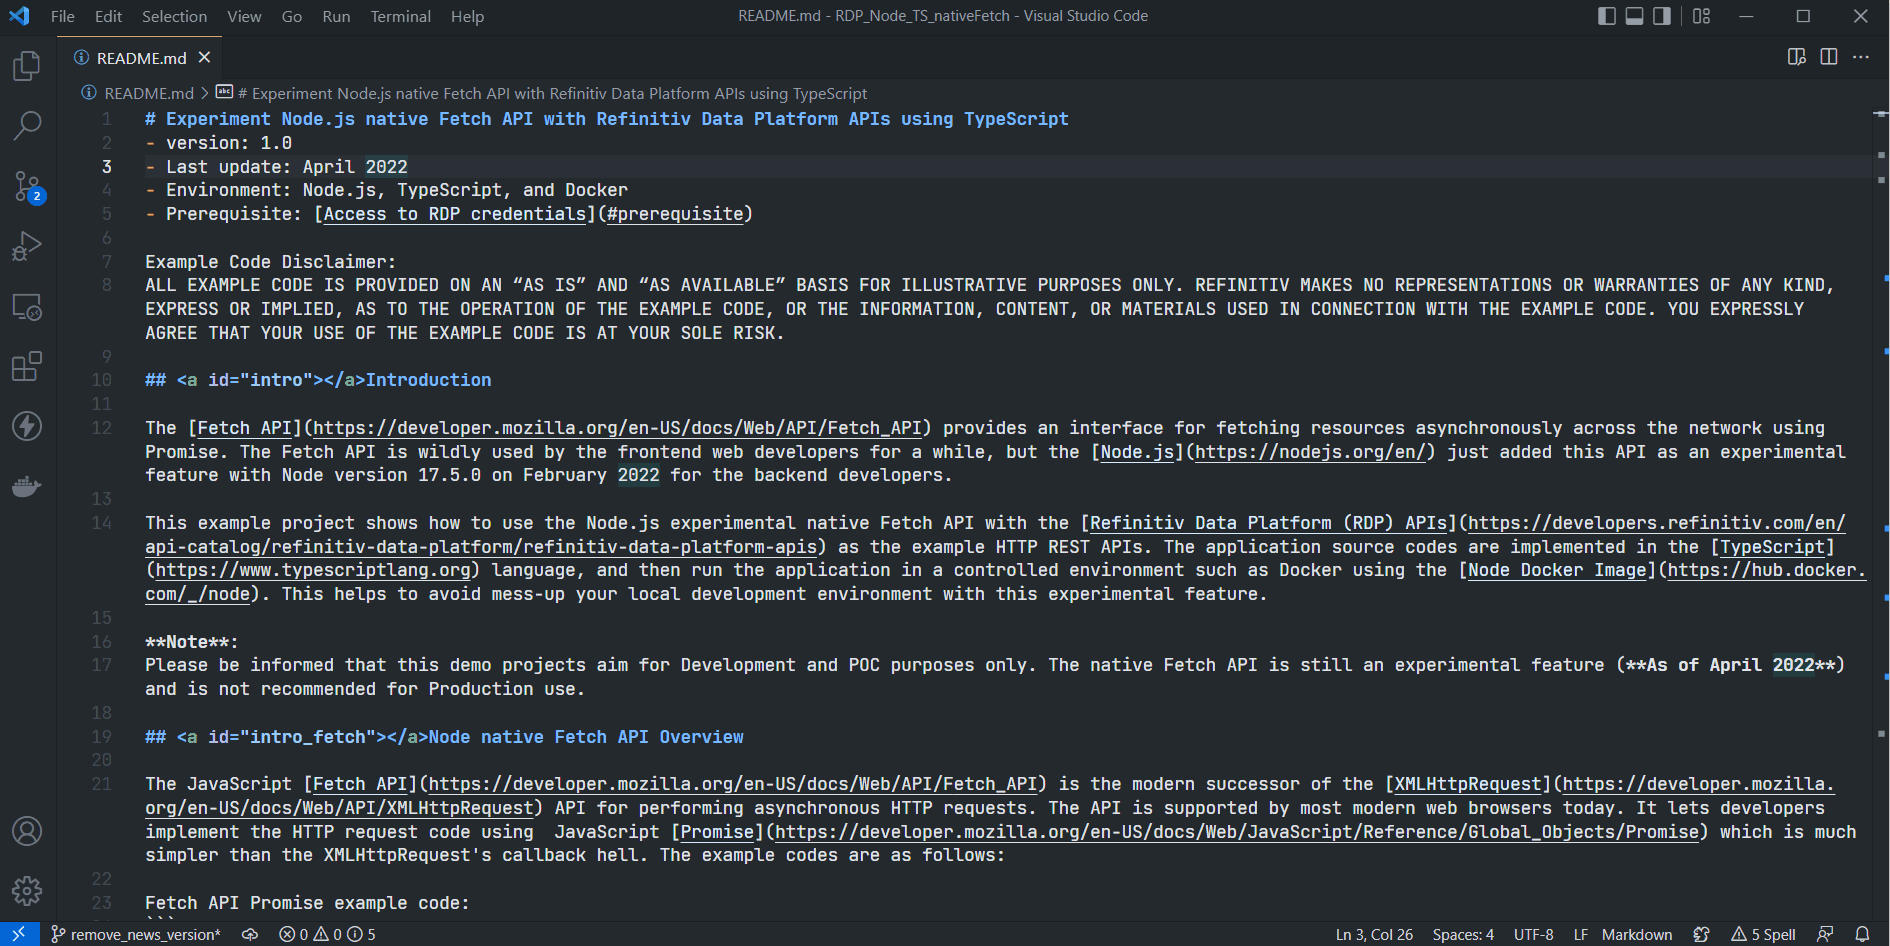 File Edit Selection View Go Run Terminal Help README.md - RDP_Node_TS_nativeFetch - Visual Studio Code
README.md
README.md > abc # Experiment Node.js native Fetch API with Refinitiv Data Platform APIs using TypeScript
1 # Experiment Node.js native Fetch API with Refinitiv Data Platform APIs using TypeScript
2 - version: 1.0
3 - Last update: April 2022
4 - Environment: Node.js, TypeScript, and Docker
5 - Prerequisite: [Access to RDP credentials](#prerequisite)
6
7 Example Code Disclaimer:
8 ALL EXAMPLE CODE IS PROVIDED ON AN “AS IS” AND “AS AVAILABLE” BASIS FOR ILLUSTRATIVE PURPOSES ONLY. REFINITIV MAKES NO REPRESENTATIONS OR WARRANTIES OF ANY KIND,
EXPRESS OR IMPLIED, AS TO THE OPERATION OF THE EXAMPLE CODE, OR THE INFORMATION, CONTENT, OR MATERIALS USED IN CONNECTION WITH THE EXAMPLE CODE. YOU EXPRESSLY
AGREE THAT YOUR USE OF THE EXAMPLE CODE IS AT YOUR SOLE RISK.
9
10 ## <a id="intro"></a>Introduction
11
12 The [Fetch API](https://developer.mozilla.org/en-US/docs/Web/API/Fetch_API) provides an interface for fetching resources asynchronously across the network using
Promise. The Fetch API is wildly used by the frontend web developers for a while, but the [Node.js](https://nodejs.org/en/) just added this API as an experimental
feature with Node version 17.5.0 on February 2022 for the backend developers.
13
14 This example project shows how to use the Node.js experimental native Fetch API with the [Refinitiv Data Platform (RDP) APIs](https://developers.refinitiv.com/en/
api-catalog/refinitiv-data-platform/refinitiv-data-platform-apis) as the example HTTP REST APIs. The application source codes are implemented in the [TypeScript]
(https://www.typescriptlang.org) language, and then run the application in a controlled environment such as Docker using the [Node Docker Image](https://hub.docker.
com/_/node). This helps to avoid mess-up your local development environment with this experimental feature.
15
16 **Note**:
17 Please be informed that this demo projects aim for Development and POC purposes only. The native Fetch API is still an experimental feature (**As of April 2022**)
and is not recommended for Production use.
18
19 ## <a id="intro_fetch"></a>Node native Fetch API Overview
20
21 The JavaScript [Fetch API](https://developer.mozilla.org/en-US/docs/Web/API/Fetch_API) is the modern successor of the [XMLHttpRequest](https://developer.mozilla.
org/en-US/docs/Web/API/XMLHttpRequest) API for performing asynchronous HTTP requests. The API is supported by most modern web browsers today. It lets developers
implement the HTTP request code using  JavaScript [Promise](https://developer.mozilla.org/en-US/docs/Web/JavaScript/Reference/Global_Objects/Promise) which is much
simpler than the XMLHttpRequest's callback hell. The example codes are as follows:
22
23 Fetch API Promise example code:
```
2
remove_news_version* 0 0 5 Ln 3, Col 26 Spaces: 4 UTF-8 LF Markdown 5 Spell